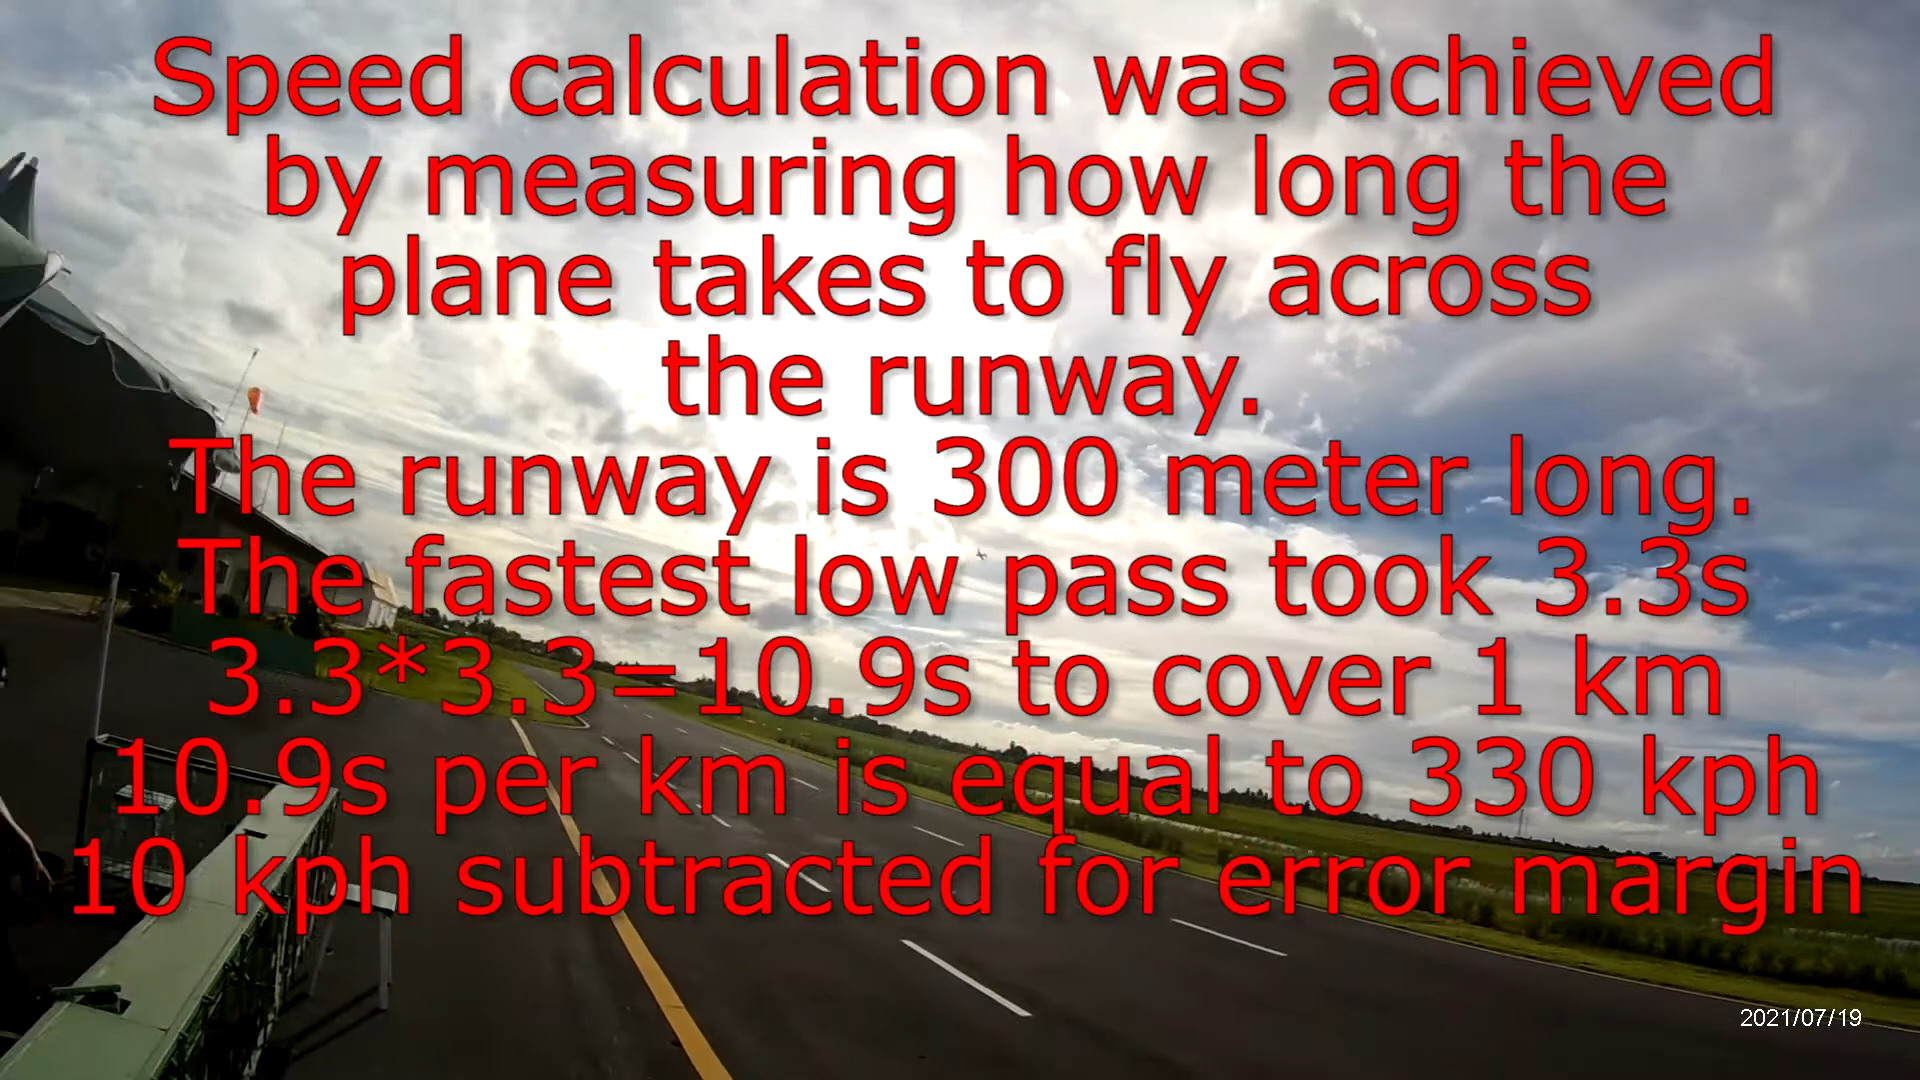 Speed calculation was achieved
by measuring how long the
plane takes to fly across
the runway.
The runway is 300 meter long.
The fastest low pass took 3.3s
3.3*3.3=10.9s to cover 1 km
10.9s per km is equal to 330 kph
10 kph subtracted for error margin
2021/07/19